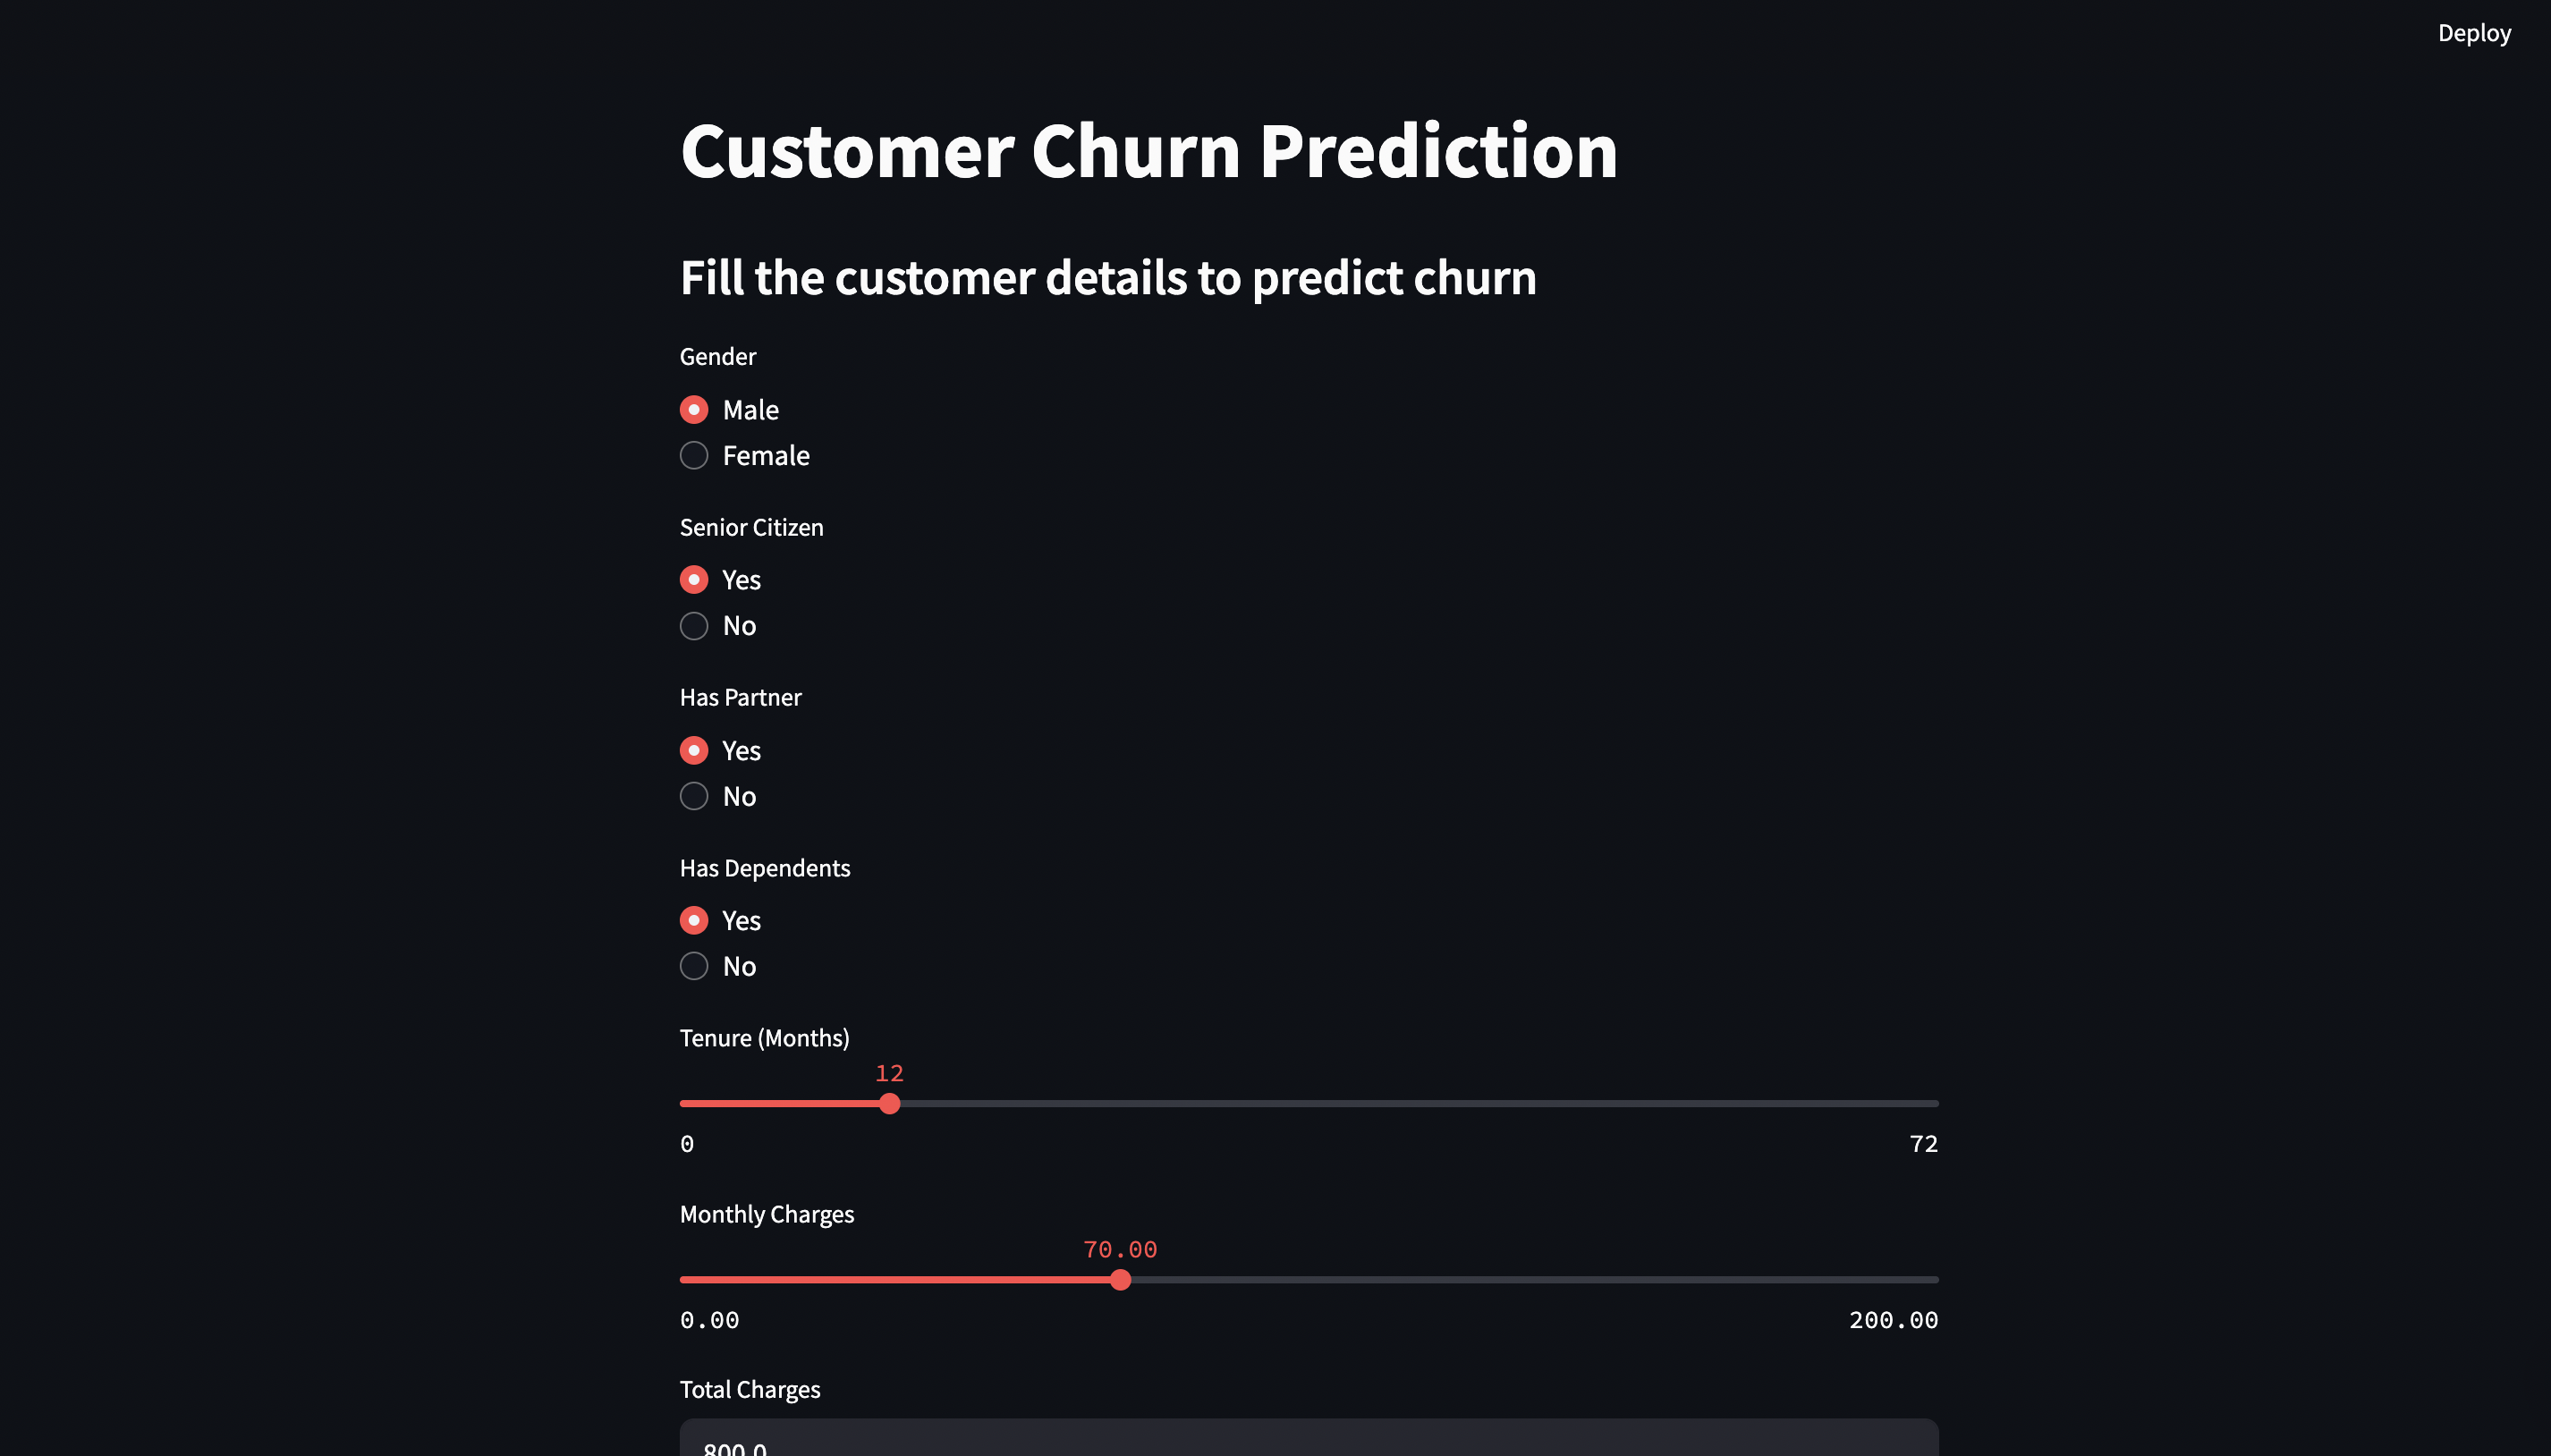 Deploy
Customer Churn Prediction
Fill the customer details to predict churn
Gender
Male
Female
Senior Citizen
Yes
No
Has Partner
Yes
No
Has Dependents
Yes
No
Tenure (Months)
12
0 72
Monthly Charges
70.00
0.00 200.00
Total Charges
800.0